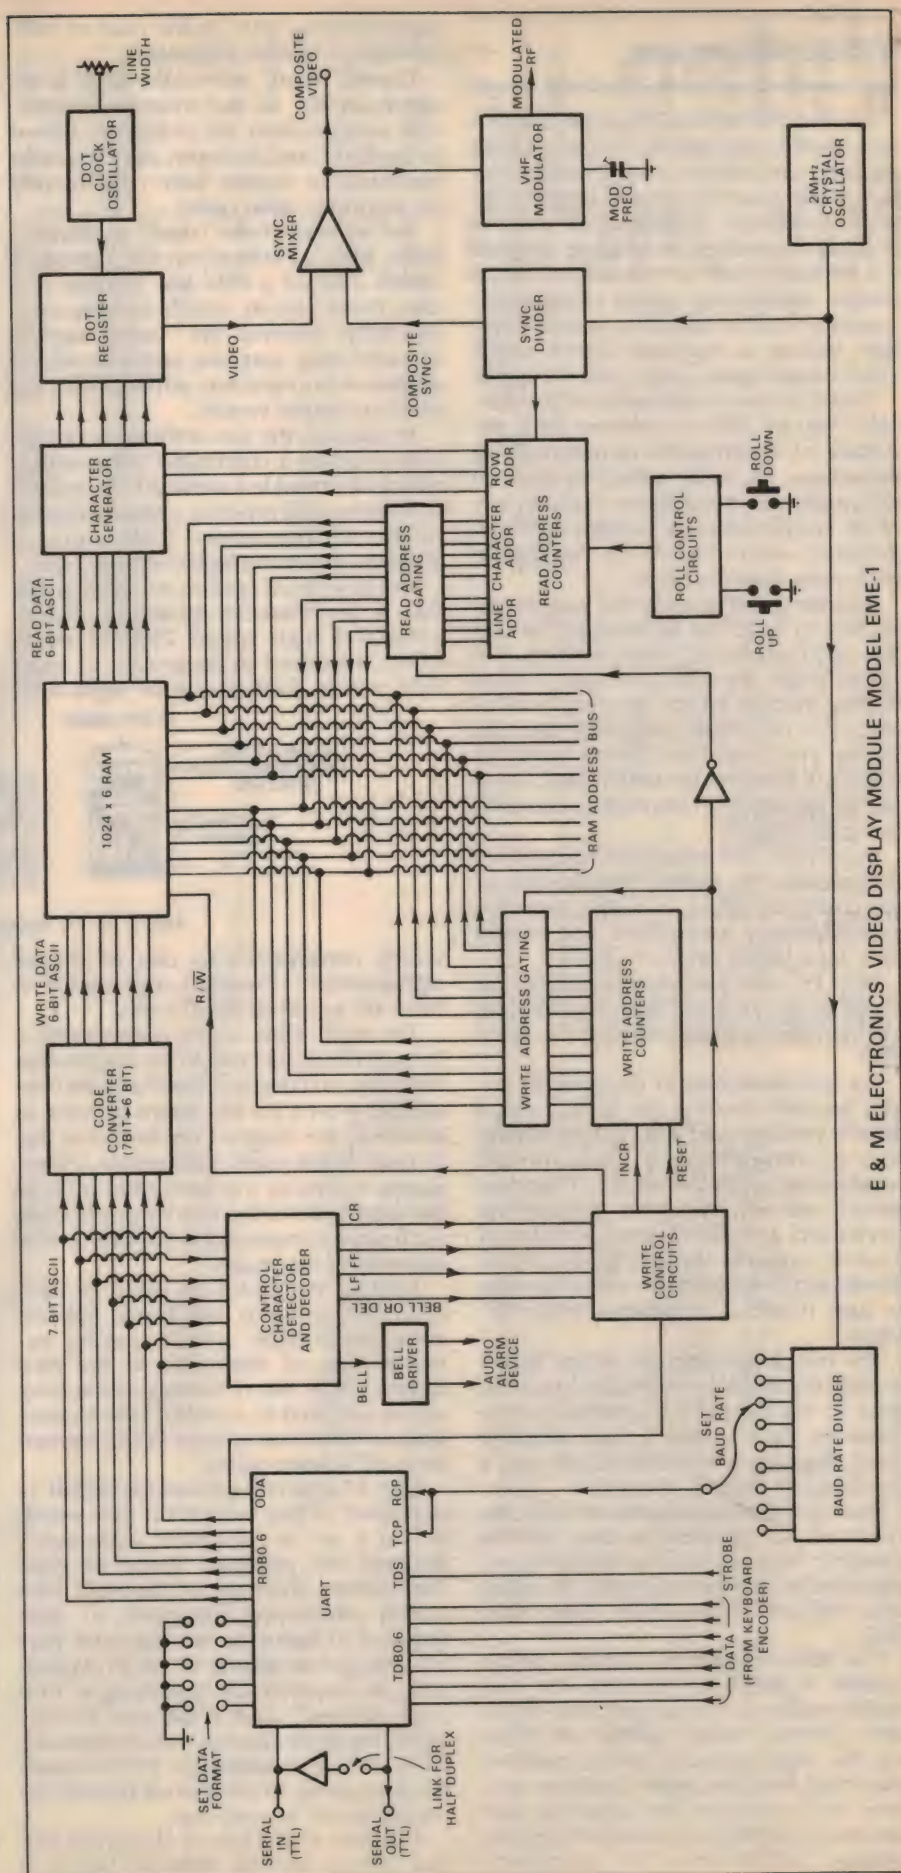 LINE
WIDTH
DOT
CLOCK
OSCILLATOR
DOT
REGISTER
CHARACTER
GENERATOR
READ DATA
6 BIT ASCII
1024 x 6 RAM
WRITE DATA
6 BIT ASCII
CODE
CONVERTER
(7BIT→6 BIT)
7 BIT ASCII
R/W̅
VIDEO
SYNC
MIXER
COMPOSITE
VIDEO
COMPOSITE
SYNC
VHF
MODULATOR
MODULATED
RF
MOD
FREQ
SYNC
DIVIDER
2MHz
CRYSTAL
OSCILLATOR
READ ADDRESS
GATING
LINE
ADDR
CHARACTER
ADDR
ROW
ADDR
READ ADDRESS
COUNTERS
ROLL CONTROL
CIRCUITS
ROLL
UP
ROLL
DOWN
RAM ADDRESS BUS
WRITE ADDRESS GATING
WRITE ADDRESS
COUNTERS
INCR
RESET
CONTROL
CHARACTER
DETECTOR
AND DECODER
CR
FF
LF
BELL OR DEL
BELL
BELL
DRIVER
AUDIO
ALARM
DEVICE
WRITE
CONTROL
CIRCUITS
SET DATA
FORMAT
RDB0-6
ODA
UART
TDB0-6
TDS
TCP
RCP
SERIAL
IN
(TTL)
SERIAL
OUT
(TTL)
LINK FOR
HALF DUPLEX
DATA
(FROM KEYBOARD
ENCODER)
STROBE
SET
BAUD RATE
BAUD RATE DIVIDER
E & M ELECTRONICS VIDEO DISPLAY MODULE MODEL EME-1